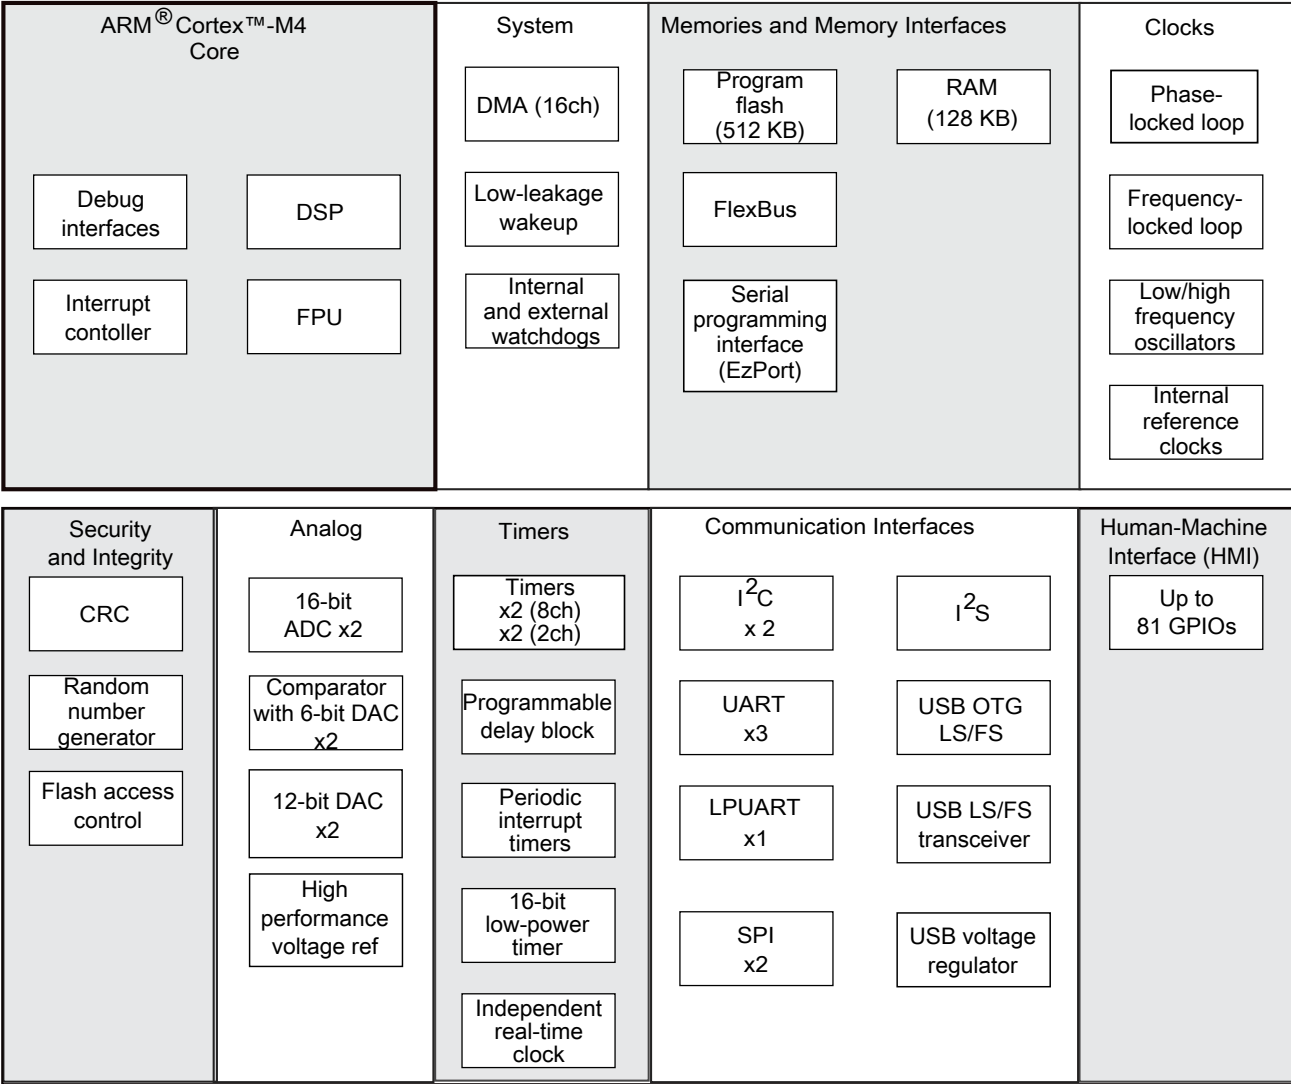 ARM®Cortex™-M4
Core
Debug
interfaces
DSP
Interrupt
contoller
FPU
System
DMA (16ch)
Low-leakage
wakeup
Internal
and external
watchdogs
Memories and Memory Interfaces
Program
flash
(512 KB)
RAM
(128 KB)
FlexBus
Serial
programming
interface
(EzPort)
Clocks
Phase-
locked loop
Frequency-
locked loop
Low/high
frequency
oscillators
Internal
reference
clocks
Security
and Integrity
CRC
Random
number
generator
Flash access
control
Analog
16-bit
ADC x2
Comparator
with 6-bit DAC
x2
12-bit DAC
x2
High
performance
voltage ref
Timers
Timers
x2 (8ch)
x2 (2ch)
Programmable
delay block
Periodic
interrupt
timers
16-bit
low-power
timer
Independent
real-time
clock
Communication Interfaces
I²C
x 2
I²S
UART
x3
USB OTG
LS/FS
LPUART
x1
USB LS/FS
transceiver
SPI
x2
USB voltage
regulator
Human-Machine
Interface (HMI)
Up to
81 GPIOs